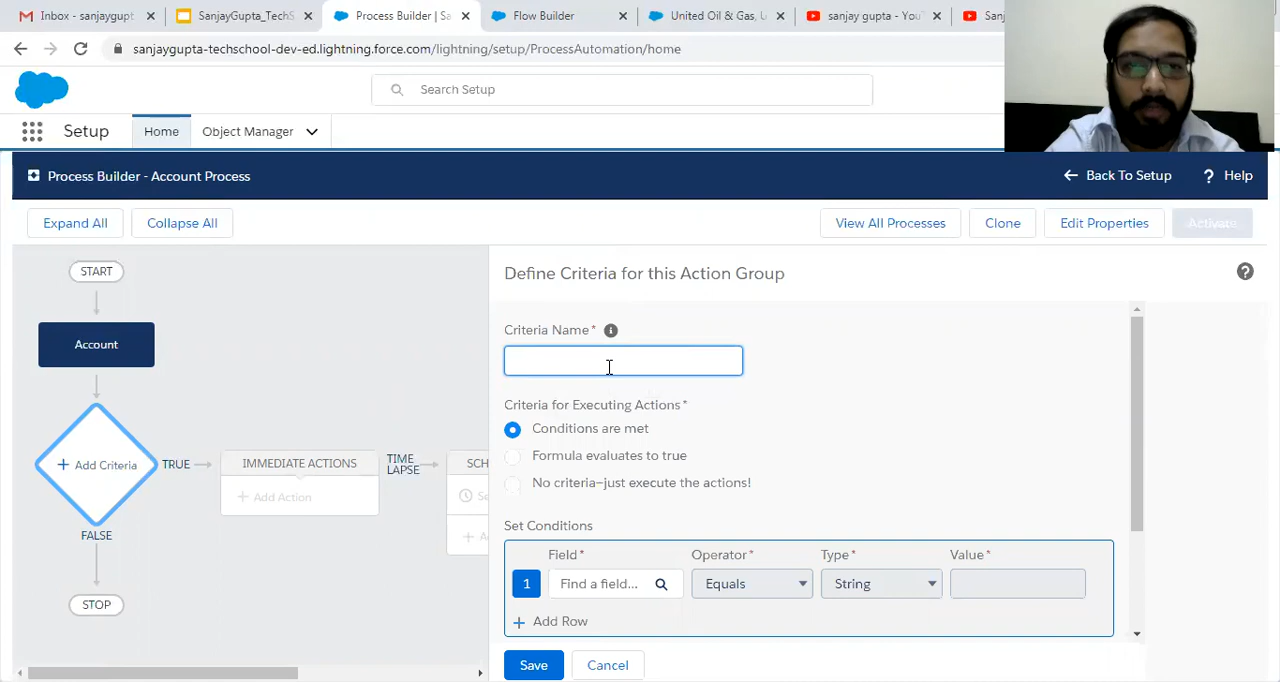 Inbox - sanjaygupt
SanjayGupta_TechS
Process Builder | Sa
Flow Builder
United Oil & Gas, U
sanjay gupta - YouT
Sanj
sanjaygupta-techschool-dev-ed.lightning.force.com/lightning/setup/ProcessAutomation/home
Search Setup
Setup
Home
Object Manager
Process Builder - Account Process
Back To Setup
? Help
Expand All
Collapse All
View All Processes
Clone
Edit Properties
Activate
START
Account
+ Add Criteria
TRUE
IMMEDIATE ACTIONS
+ Add Action
TIME
LAPSE
SCH
Se
+ A
FALSE
STOP
Define Criteria for this Action Group
Criteria Name*
Criteria for Executing Actions*
Conditions are met
Formula evaluates to true
No criteria—just execute the actions!
Set Conditions
Field*
Operator*
Type*
Value*
1
Find a field...
Equals
String
+ Add Row
Save
Cancel